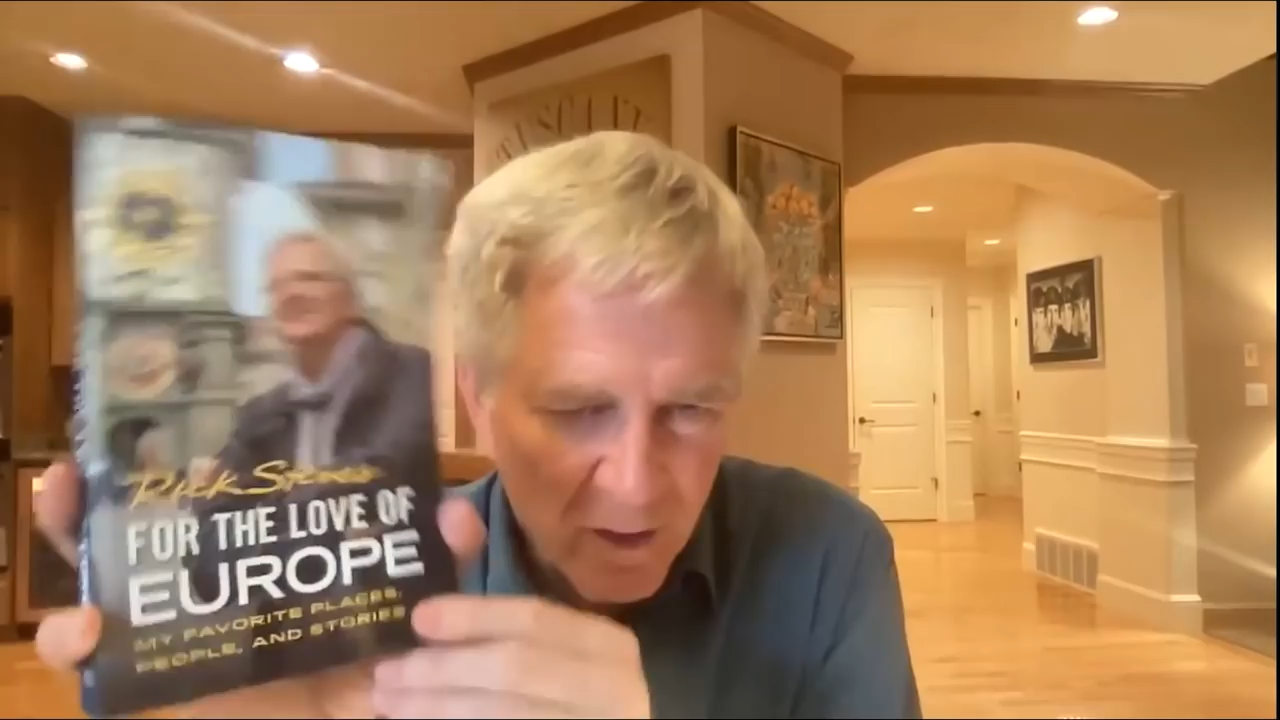 Rick Steves
FOR THE LOVE OF
EUROPE
MY FAVORITE PLACES,
PEOPLE, AND STORIES